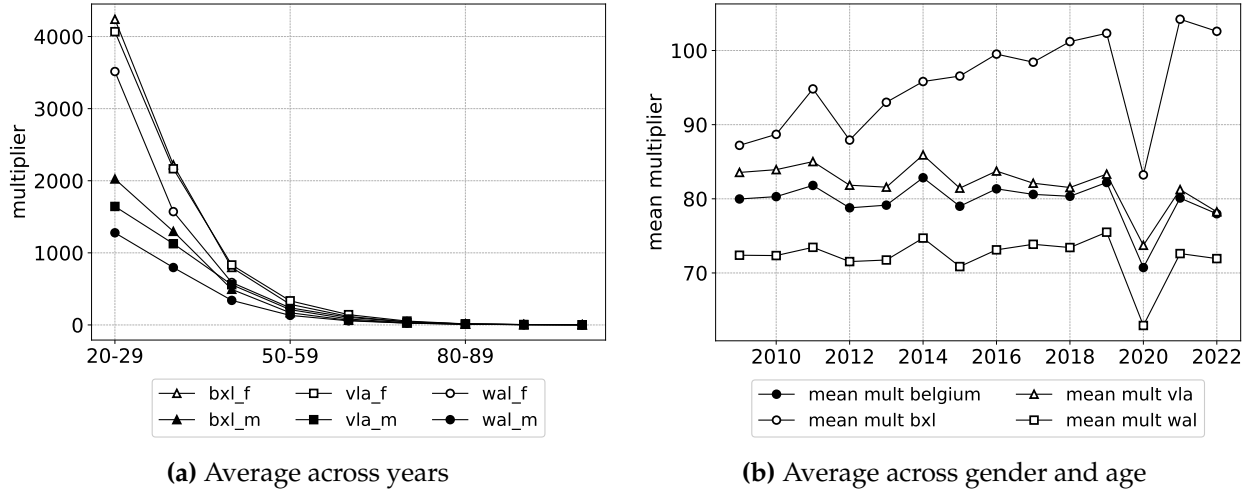 multiplier
4000
3000
2000
1000
0
20-29 50-59 80-89
bxl_f vla_f wal_f
bxl_m vla_m wal_m
(a) Average across years
mean multiplier
100
90
80
70
2010 2012 2014 2016 2018 2020 2022
mean mult belgium mean mult vla
mean mult bxl mean mult wal
(b) Average across gender and age